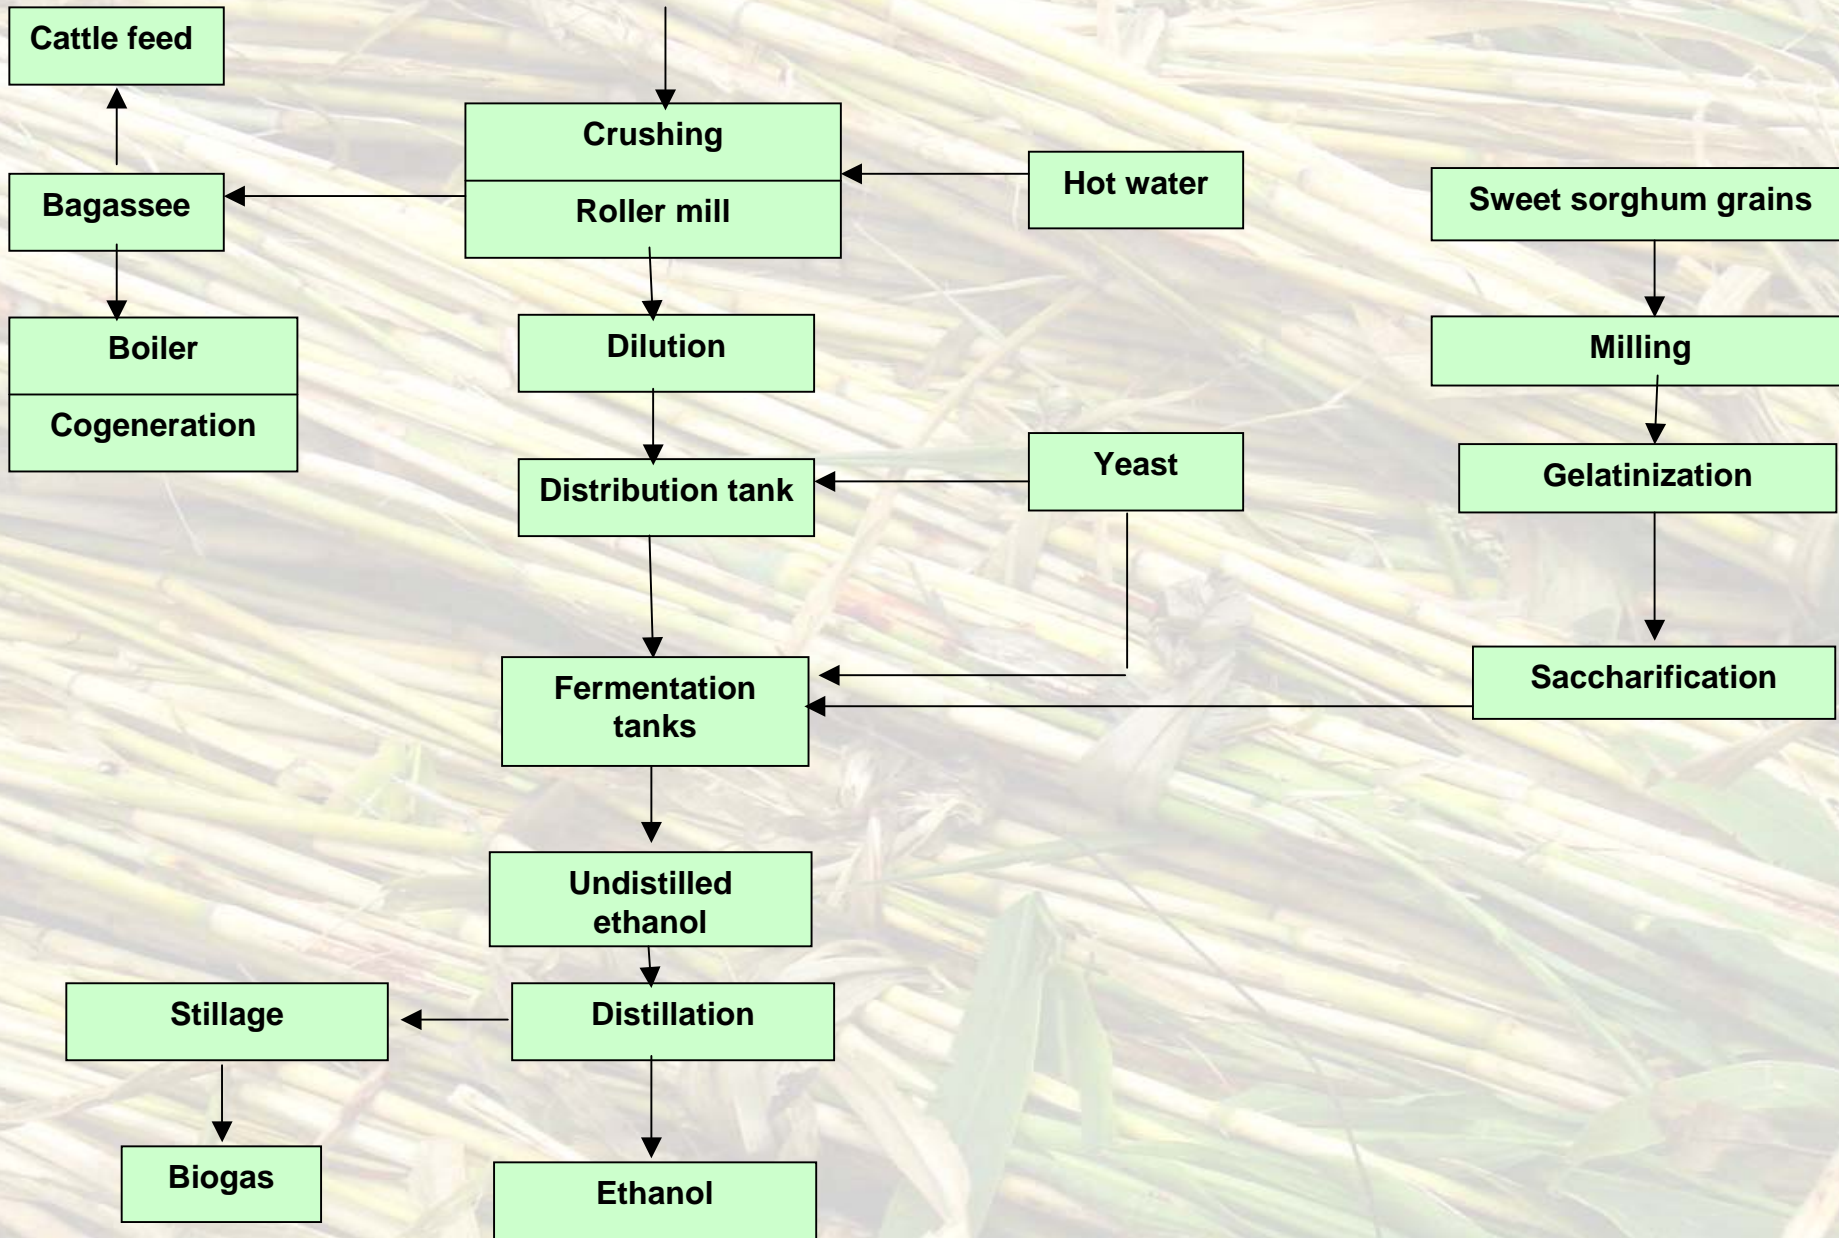 Cattle feed
Crushing
Hot water
Sweet sorghum grains
Bagassee
Roller mill
Boiler
Dilution
Milling
Cogeneration
Yeast
Gelatinization
Distribution tank
Fermentation
tanks
Saccharification
Undistilled
ethanol
Stillage
Distillation
Biogas
Ethanol